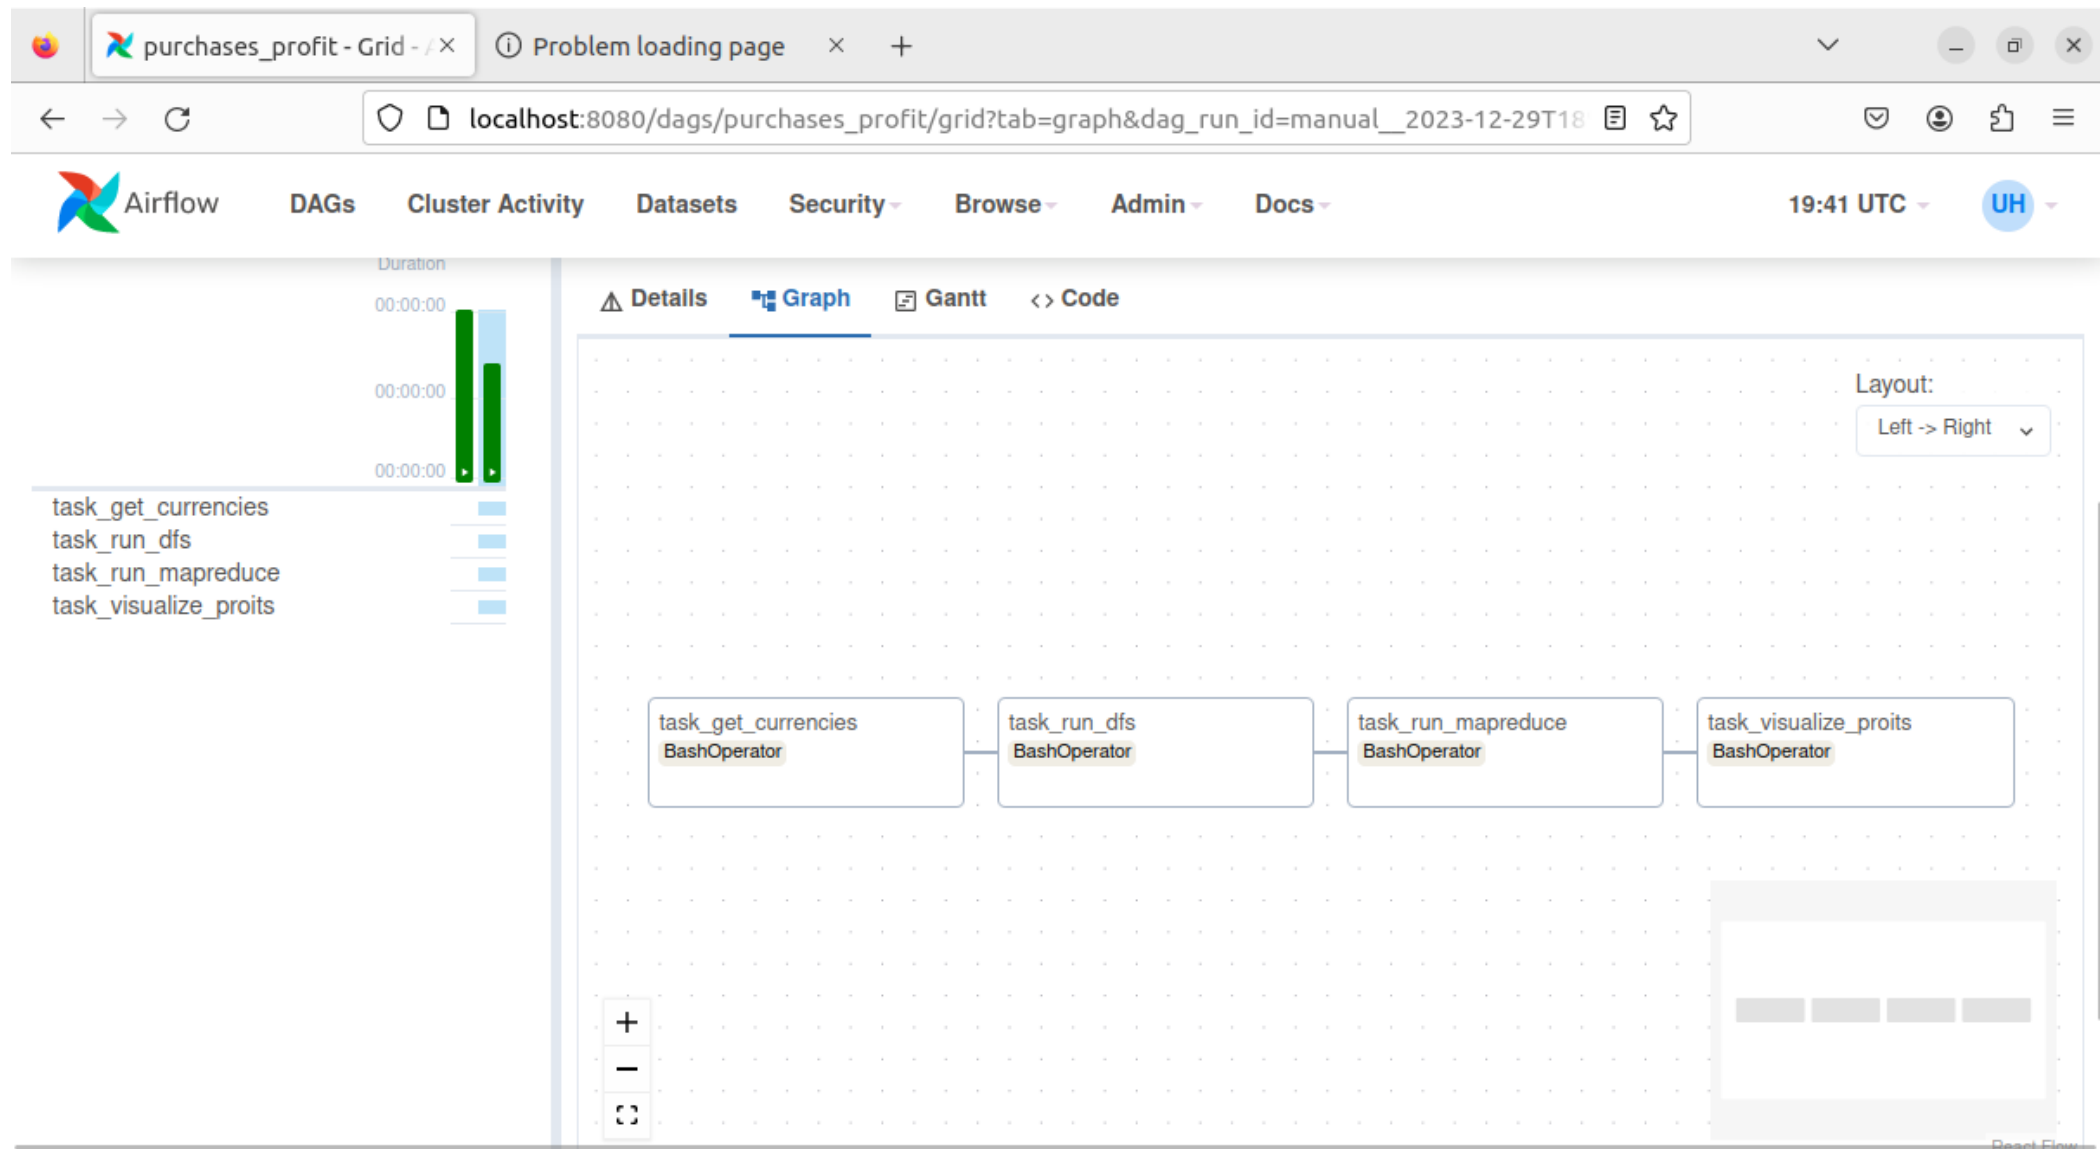 purchases_profit - Grid - A
Problem loading page
localhost:8080/dags/purchases_profit/grid?tab=graph&dag_run_id=manual__2023-12-29T18
Airflow
DAGs
Cluster Activity
Datasets
Security
Browse
Admin
Docs
19:41 UTC
UH
Duration
00:00:00
00:00:00
00:00:00
task_get_currencies
task_run_dfs
task_run_mapreduce
task_visualize_proits
Details
Graph
Gantt
<> Code
Layout:
Left -> Right
task_get_currencies
BashOperator
task_run_dfs
BashOperator
task_run_mapreduce
BashOperator
task_visualize_proits
BashOperator
React Flow